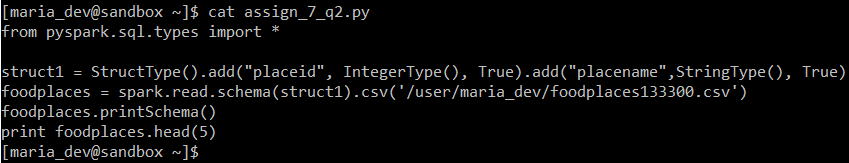 [maria_dev@sandbox ~]$ cat assign_7_q2.py
from pyspark.sql.types import *

struct1 = StructType().add("placeid", IntegerType(), True).add("placename",StringType(), True)
foodplaces = spark.read.schema(struct1).csv('/user/maria_dev/foodplaces133300.csv')
foodplaces.printSchema()
print foodplaces.head(5)
[maria_dev@sandbox ~]$